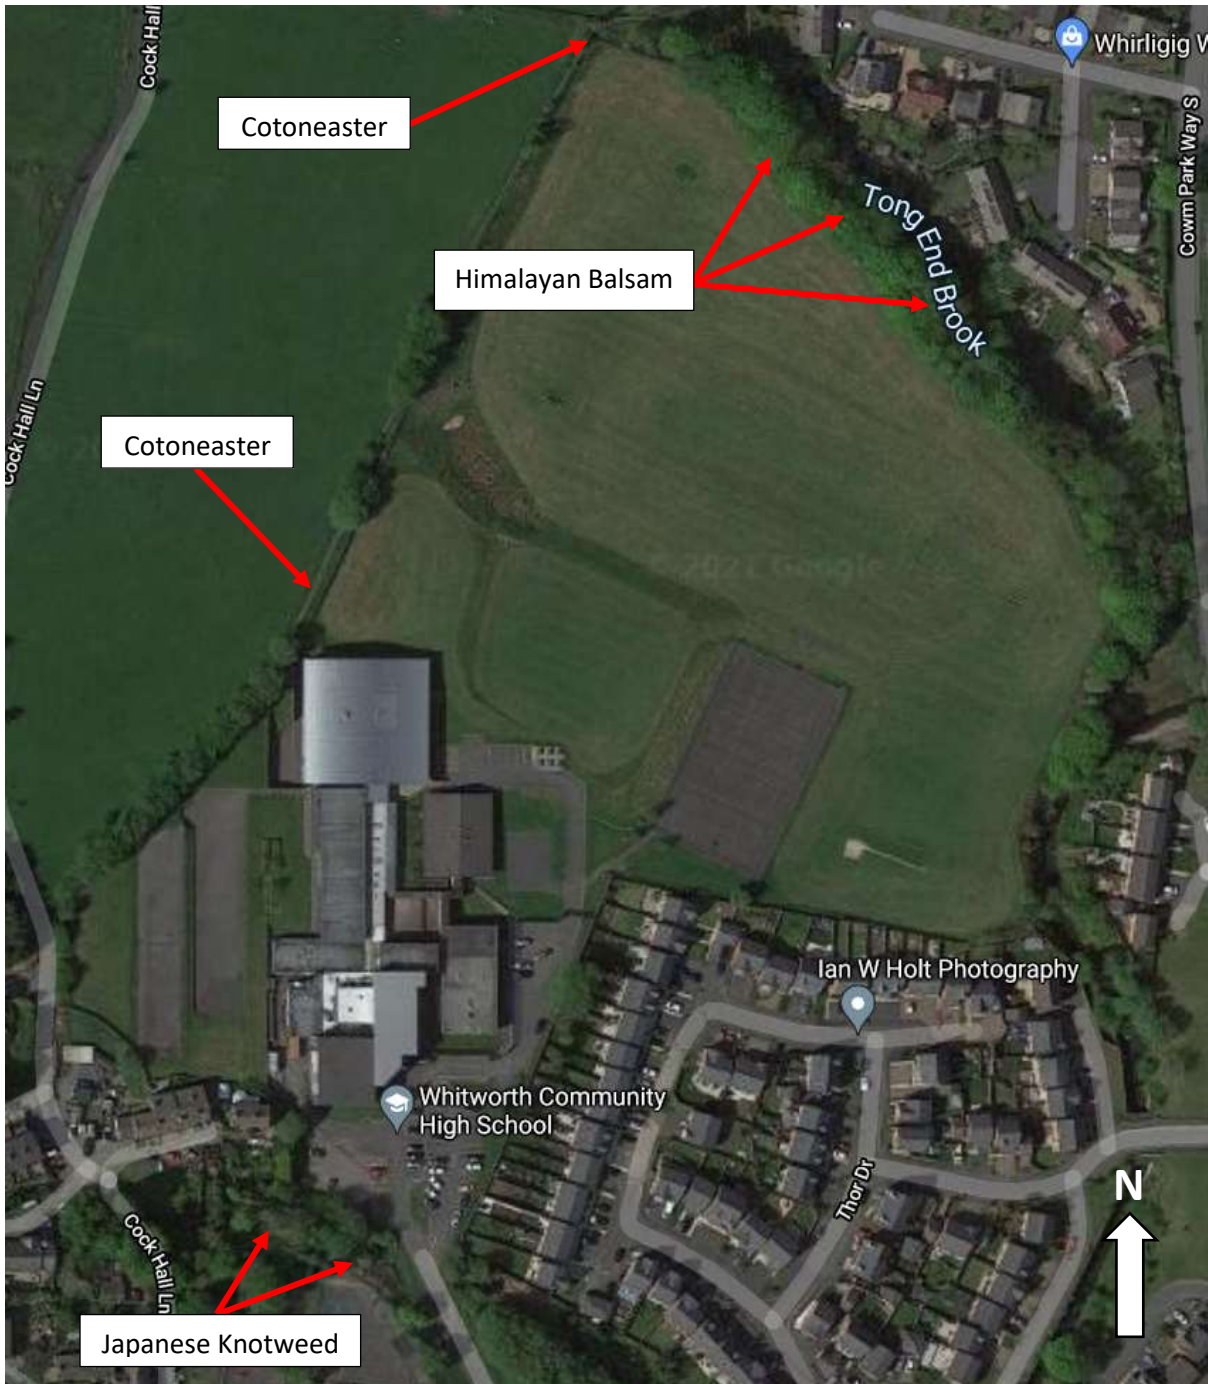 Cock Hall
Whirligig W
Cotoneaster
Cowm Park Way S
Tong End Brook
Himalayan Balsam
Cock Hall Ln
Cotoneaster
Ian W Holt Photography
Whitworth Community
High School
Thor Dr
N
Cock Hall Ln
Japanese Knotweed